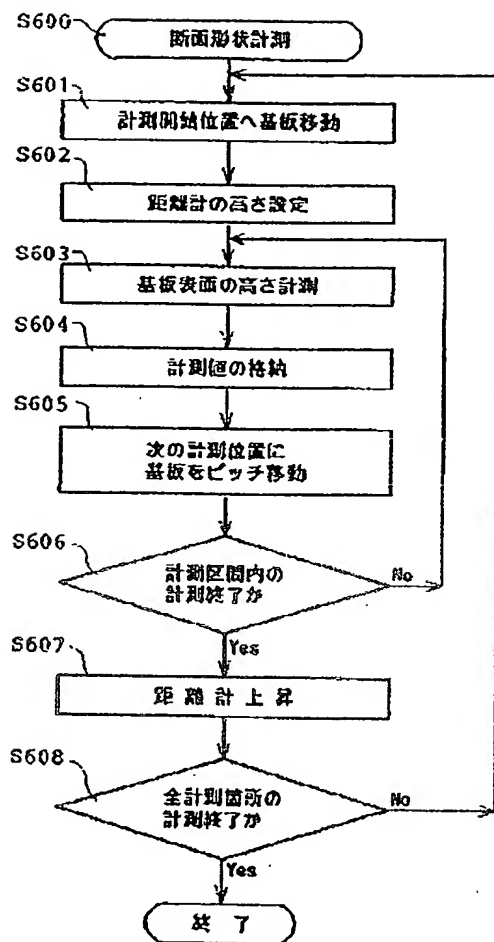 S600
断面形状計測
S601
計測開始位置へ基板移動
S602
距離計の高さ設定
S603
基板表面の高さ計測
S604
計測値の格納
S605
次の計測位置に
基板をピッチ移動
S606
計測区間内の
計測終了か
No
Yes
S607
距離計上昇
S608
全計測箇所の
計測終了か
No
Yes
終了